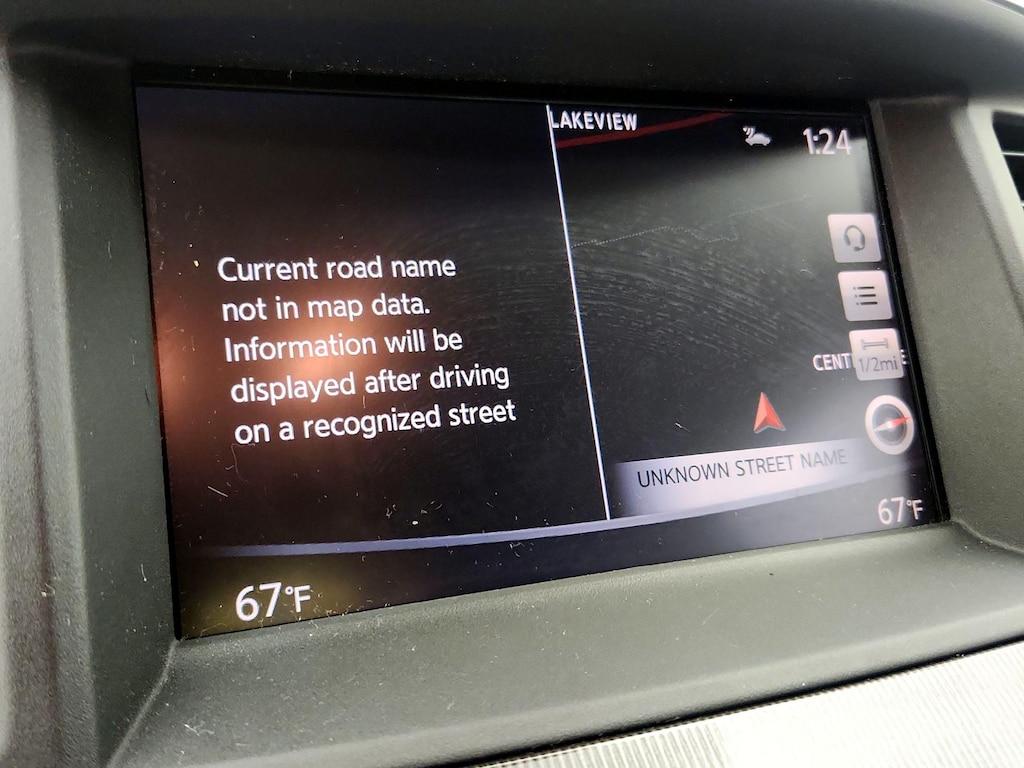 LAKEVIEW
1:24
Current road name
not in map data.
Information will be
displayed after driving
on a recognized street
1/2mi
UNKNOWN STREET NAME
67°F
67°F